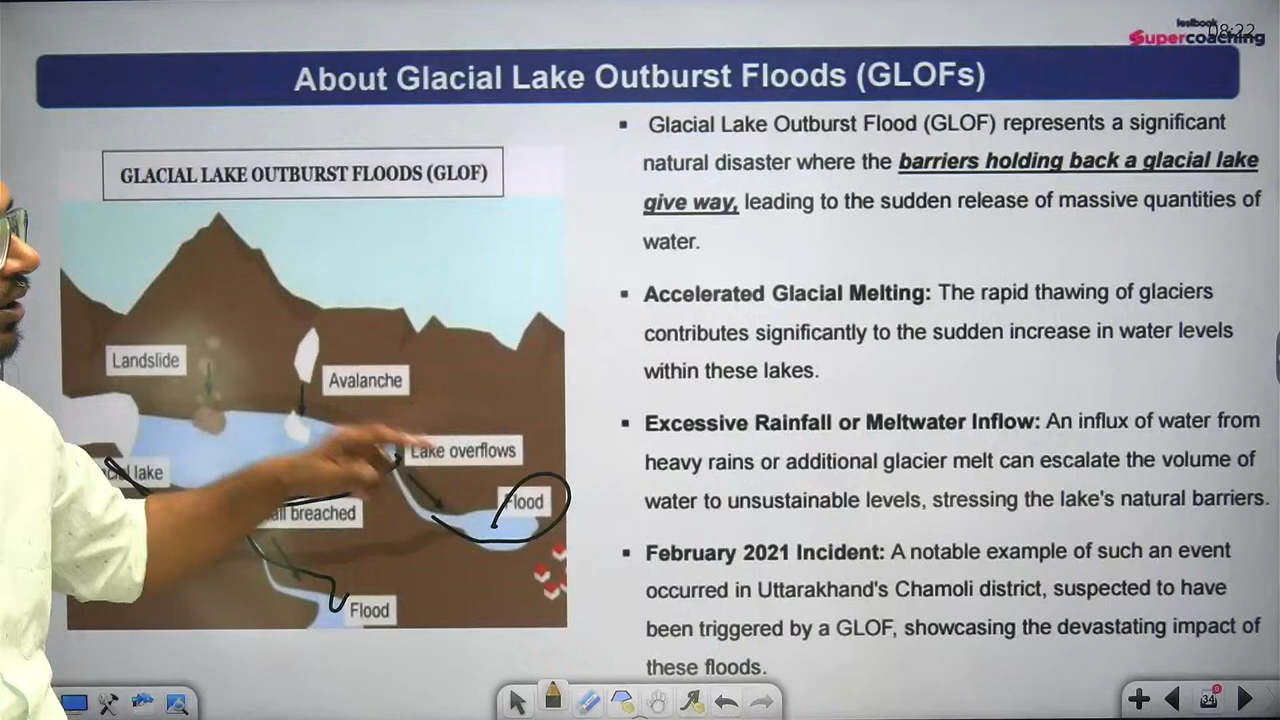 testbook
Supercoaching
08:22
About Glacial Lake Outburst Floods (GLOFs)
GLACIAL LAKE OUTBURST FLOODS (GLOF)
Landslide
Avalanche
Lake overflows
lake
Flood
breached
Flood
▪ Glacial Lake Outburst Flood (GLOF) represents a significant
natural disaster where the barriers holding back a glacial lake
give way, leading to the sudden release of massive quantities of
water.
▪ Accelerated Glacial Melting: The rapid thawing of glaciers
contributes significantly to the sudden increase in water levels
within these lakes.
▪ Excessive Rainfall or Meltwater Inflow: An influx of water from
heavy rains or additional glacier melt can escalate the volume of
water to unsustainable levels, stressing the lake's natural barriers.
▪ February 2021 Incident: A notable example of such an event
occurred in Uttarakhand's Chamoli district, suspected to have
been triggered by a GLOF, showcasing the devastating impact of
these floods.
34